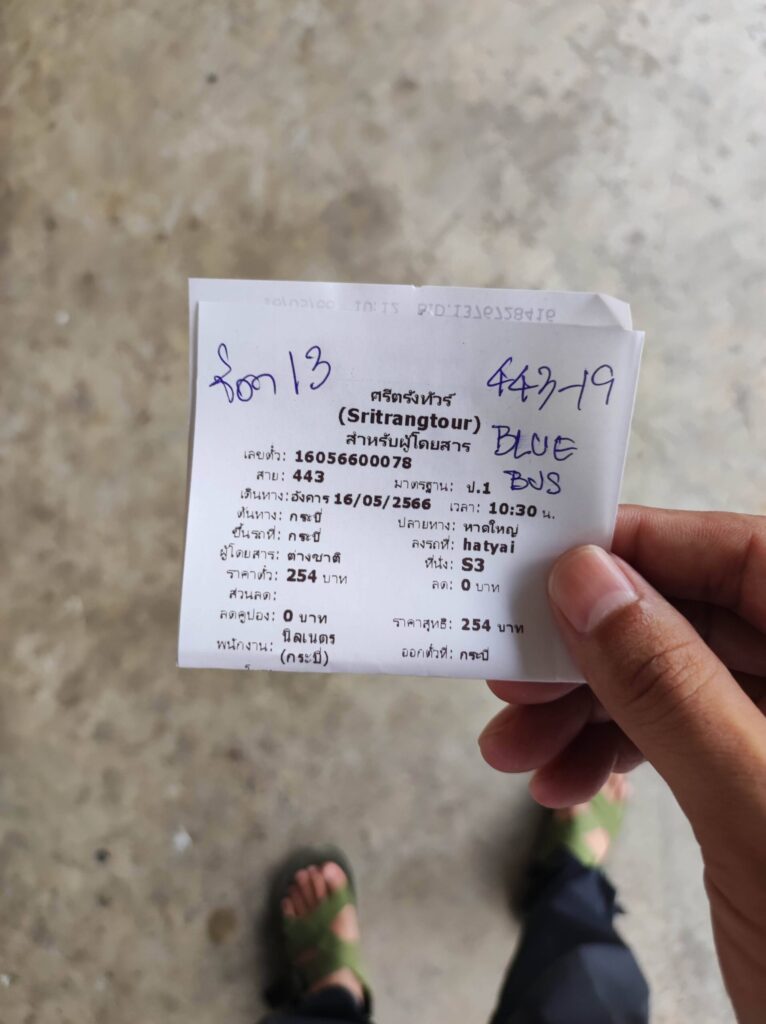 10:12 B.D.1376728416
ช่อง 13
443-19
BLUE
BUS
ศรีตรังทัวร์
(Sritrangtour)
สำหรับผู้โดยสาร
เลขตั๋ว: 16056600078
สาย: 443 มาตรฐาน: ป.1
เดินทาง: อังคาร 16/05/2566 เวลา: 10:30 น.
ต้นทาง: กระบี่ ปลายทาง: หาดใหญ่
ขึ้นรถที่: กระบี่ ลงรถที่: hatyai
ผู้โดยสาร: ต่างชาติ ที่นั่ง: S3
ราคาตั๋ว: 254 บาท ลด: 0 บาท
ส่วนลด:
ลดคูปอง: 0 บาท ราคาสุทธิ: 254 บาท
พนักงาน: นิลเนตร (กระบี่) ออกตั๋วที่: กระบี่